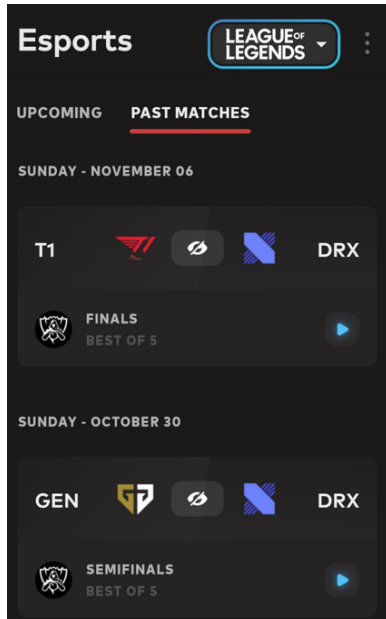 Esports
LEAGUE OF
LEGENDS
UPCOMING PAST MATCHES
SUNDAY - NOVEMBER 06
T1 DRX
FINALS
BEST OF 5
SUNDAY - OCTOBER 30
GEN DRX
SEMIFINALS
BEST OF 5